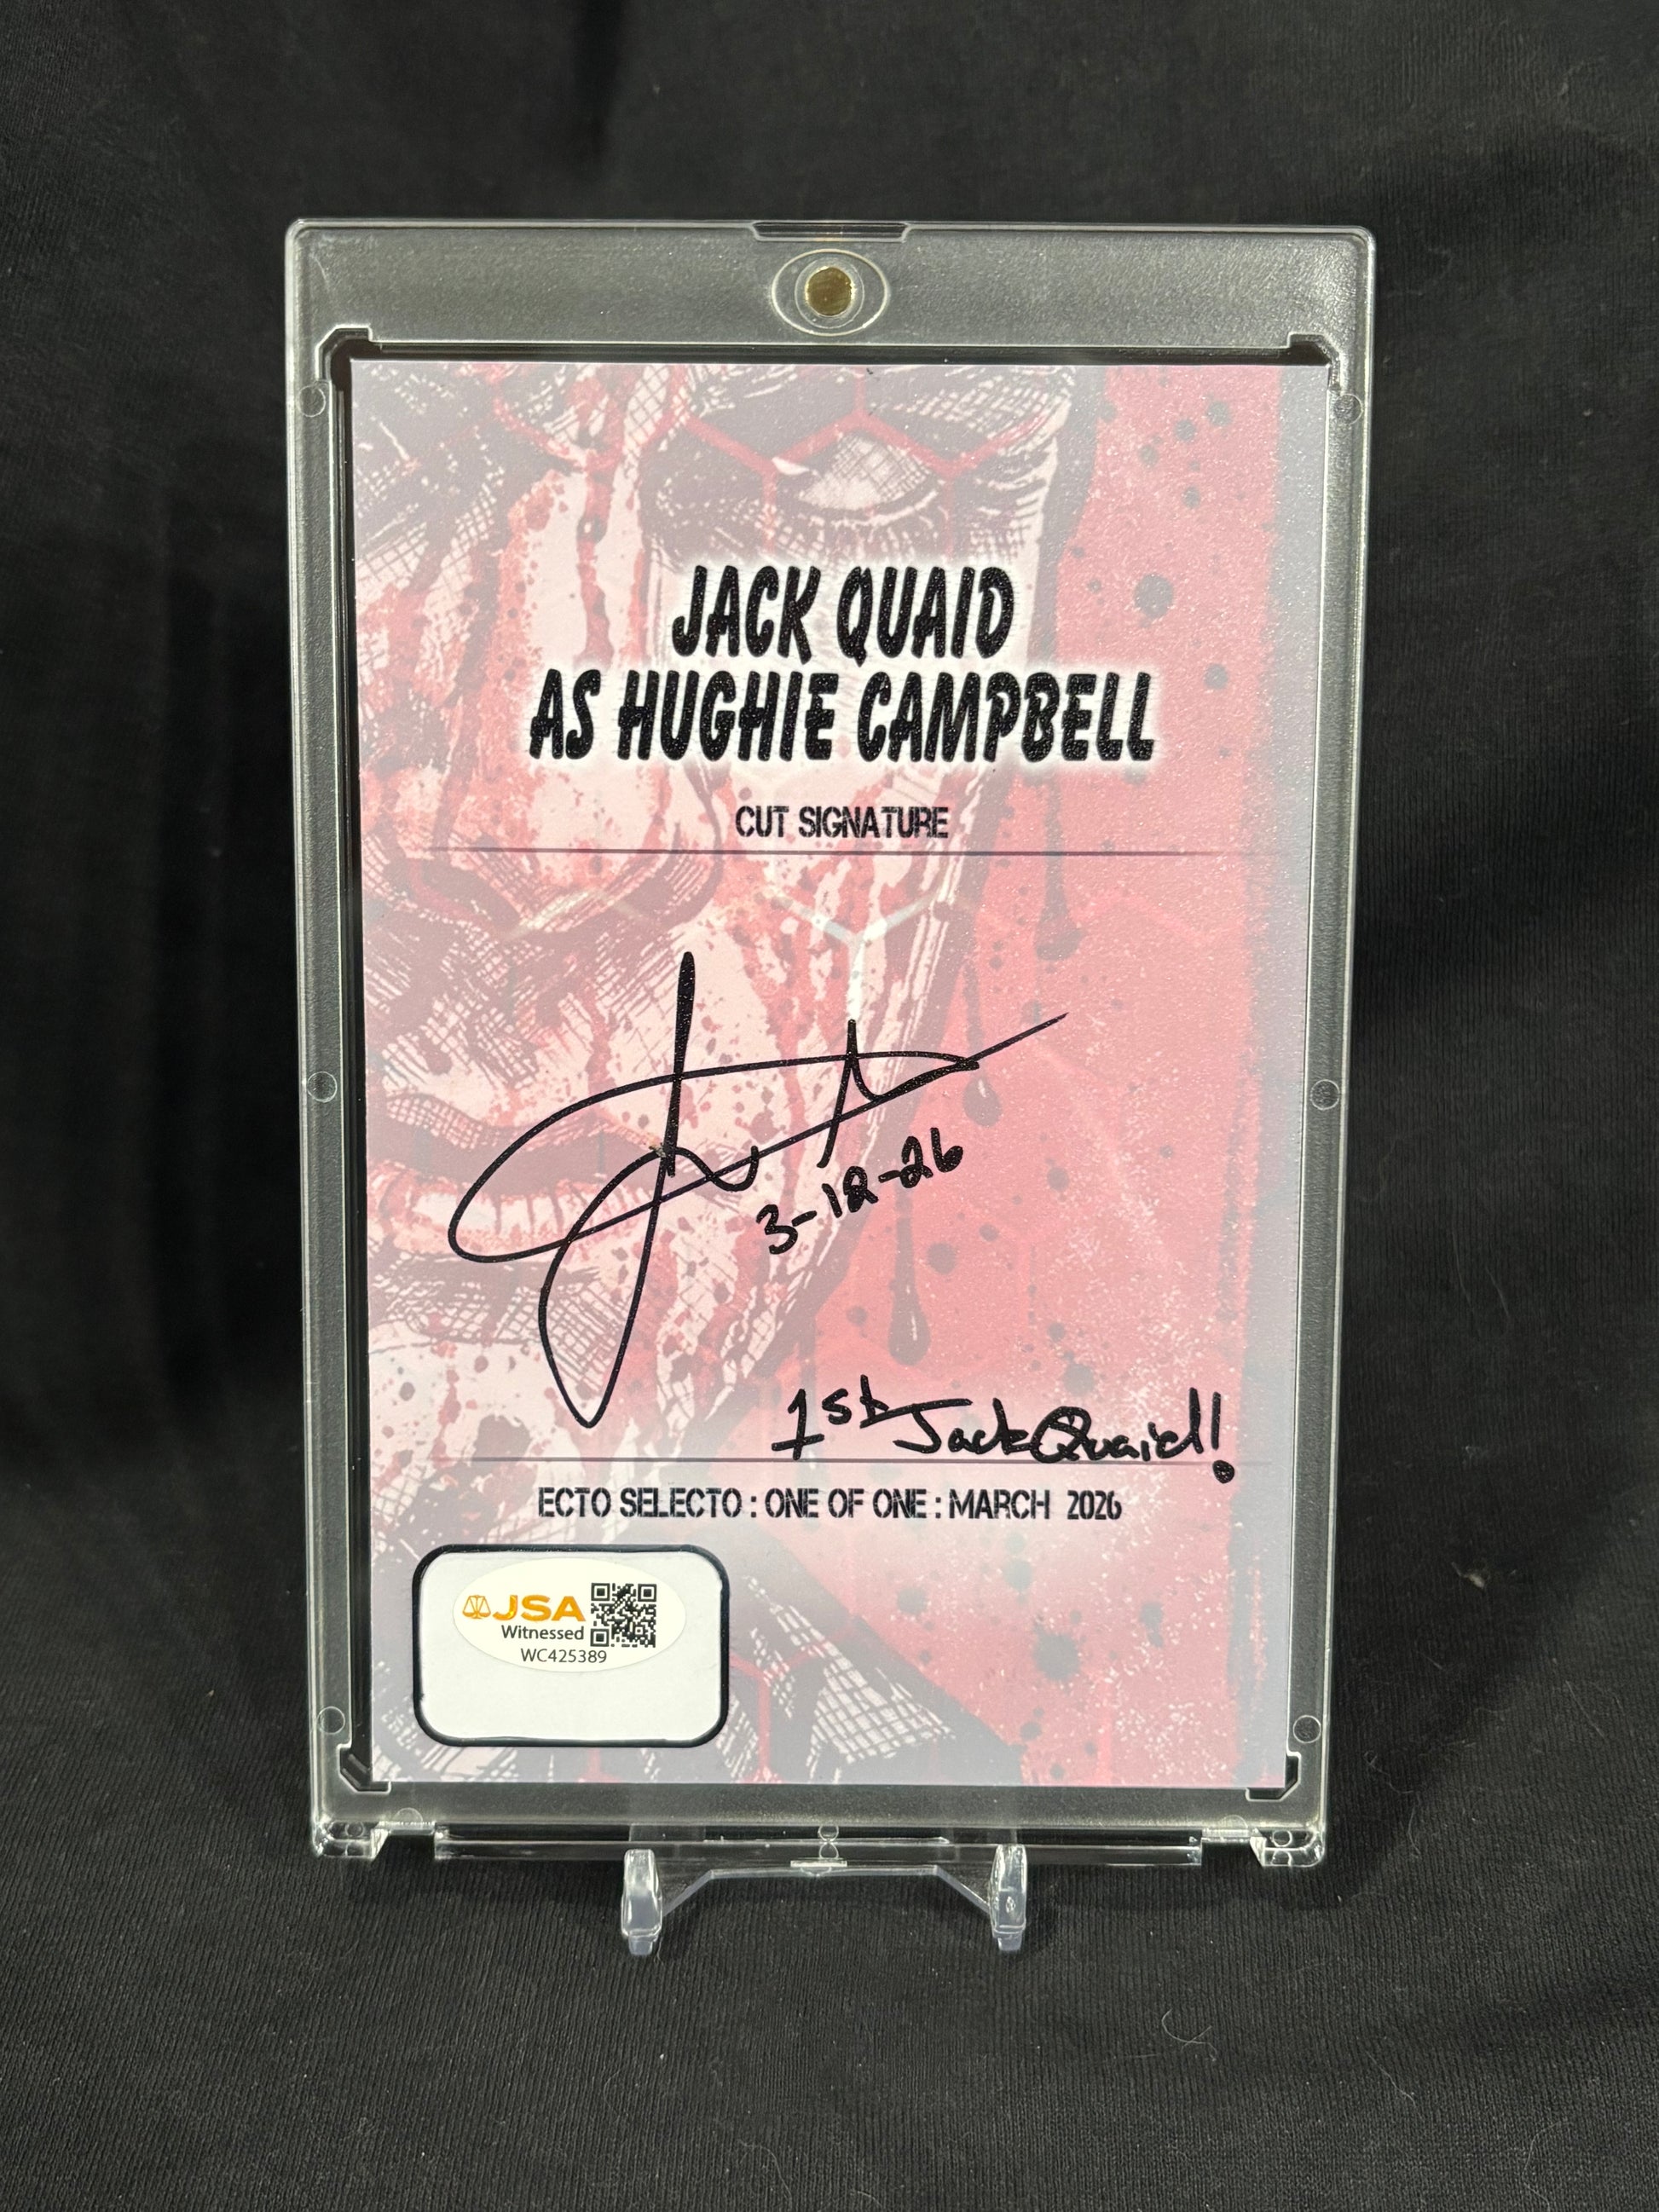 JACK QUAID
AS HUGHIE CAMPBELL
CUT SIGNATURE
3-12-26
1st Jack Quaid!
ECTO SELECTO : ONE OF ONE : MARCH 2026
JSA
Witnessed
WC425389